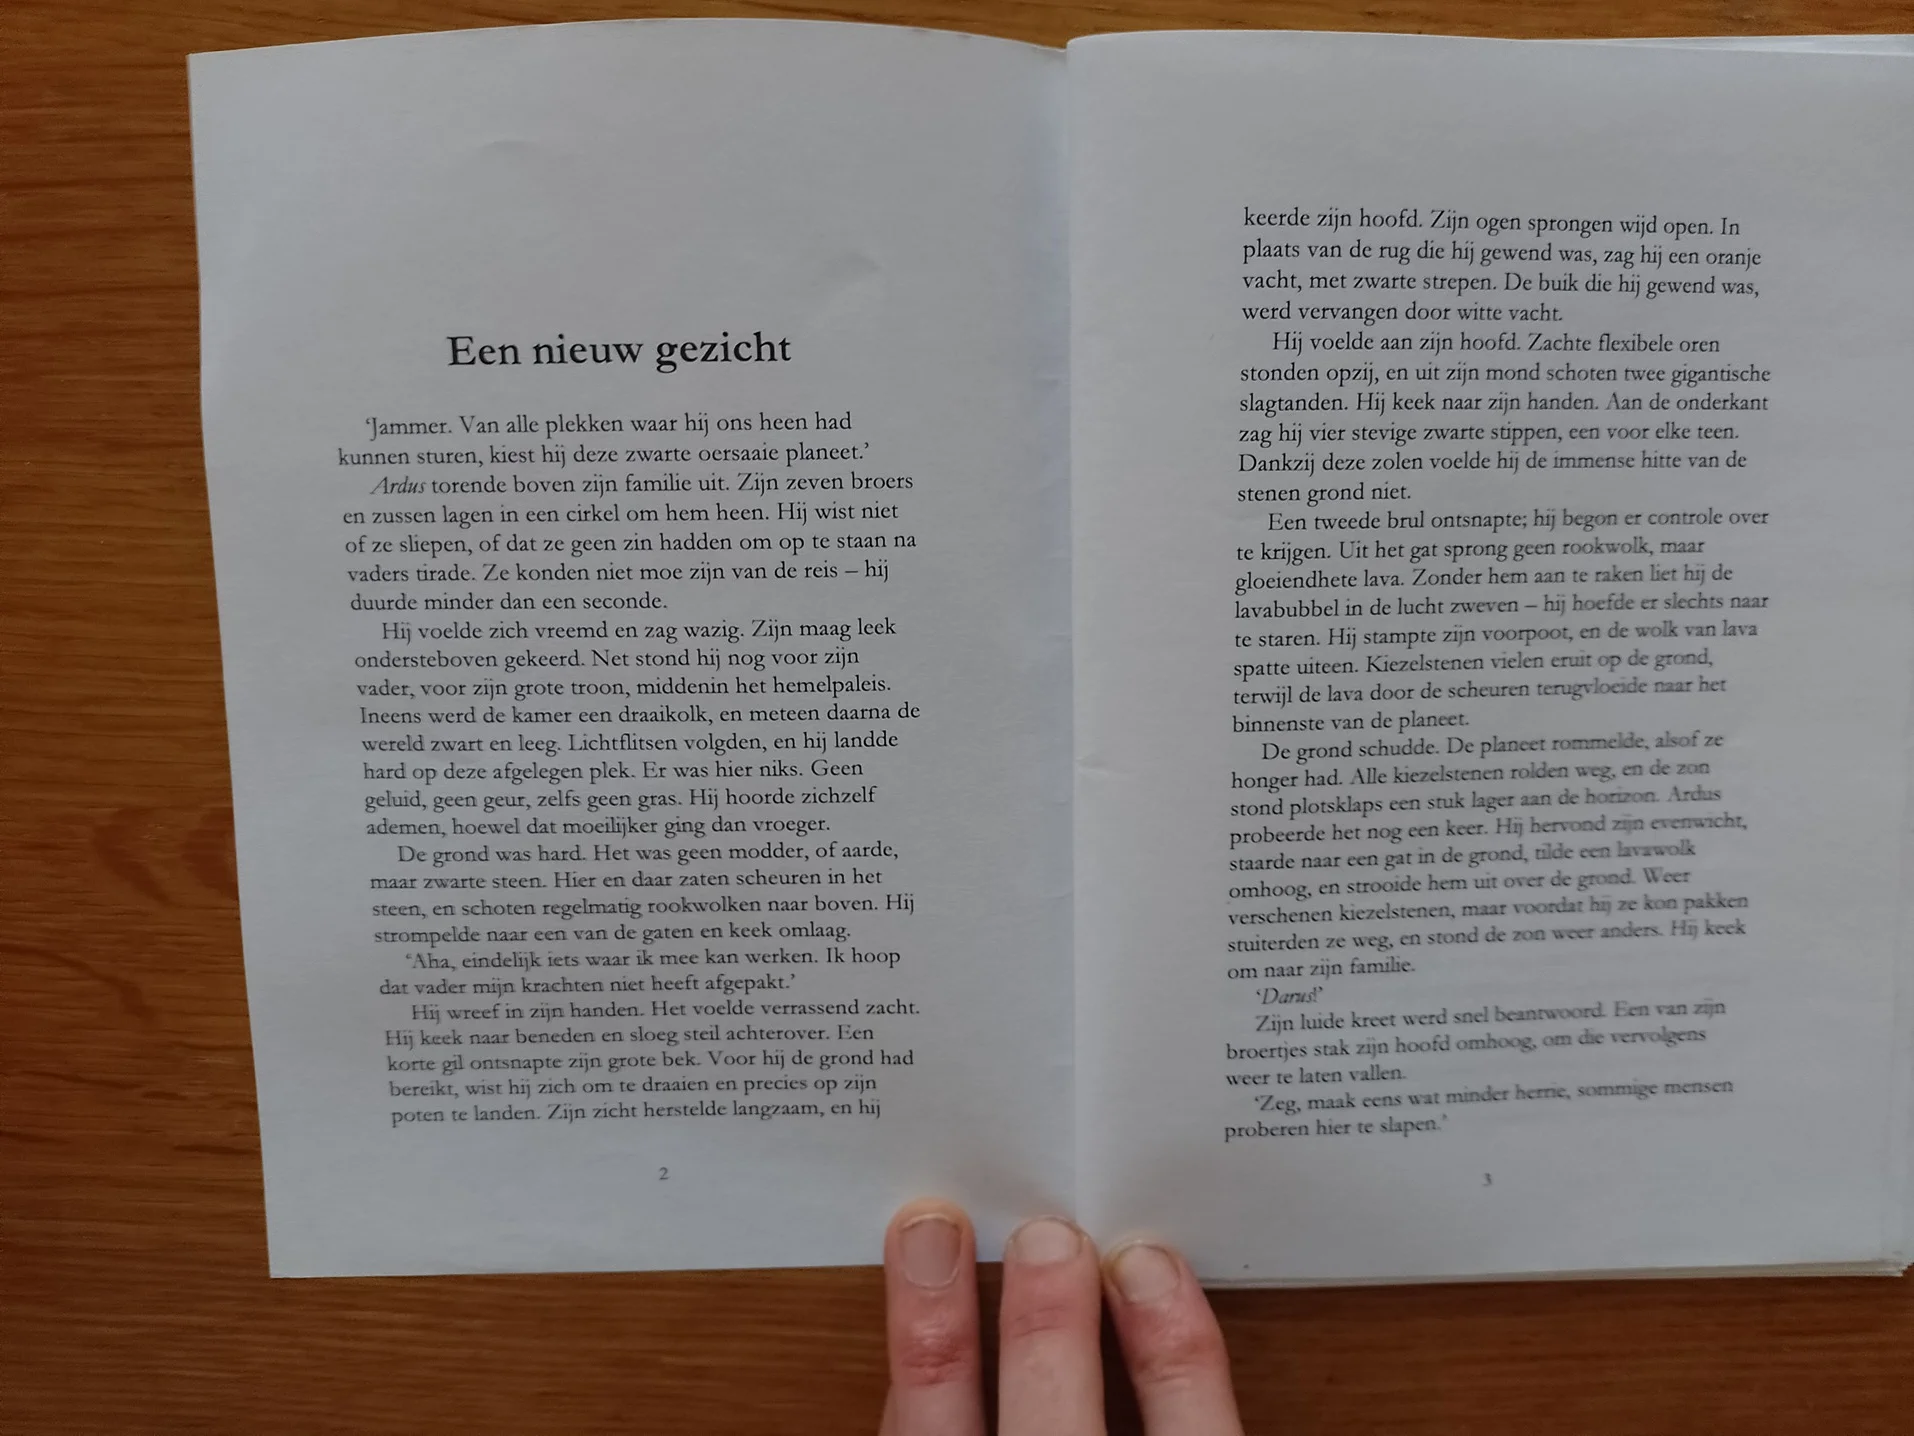 Een nieuw gezicht
‘Jammer. Van alle plekken waar hij ons heen had
kunnen sturen, kiest hij deze zwarte oersaaie planeet.’
Ardus torende boven zijn familie uit. Zijn zeven broers
en zussen lagen in een cirkel om hem heen. Hij wist niet
of ze sliepen, of dat ze geen zin hadden om op te staan na
vaders tirade. Ze konden niet moe zijn van de reis – hij
duurde minder dan een seconde.
Hij voelde zich vreemd en zag wazig. Zijn maag leek
ondersteboven gekeerd. Net stond hij nog voor zijn
vader, voor zijn grote troon, middenin het hemelpaleis.
Ineens werd de kamer een draaikolk, en meteen daarna de
wereld zwart en leeg. Lichtflitsen volgden, en hij landde
hard op deze afgelegen plek. Er was hier niks. Geen
geluid, geen geur, zelfs geen gras. Hij hoorde zichzelf
ademen, hoewel dat moeilijker ging dan vroeger.
De grond was hard. Het was geen modder, of aarde,
maar zwarte steen. Hier en daar zaten scheuren in het
steen, en schoten regelmatig rookwolken naar boven. Hij
strompelde naar een van de gaten en keek omlaag.
‘Aha, eindelijk iets waar ik mee kan werken. Ik hoop
dat vader mijn krachten niet heeft afgepakt.’
Hij wreef in zijn handen. Het voelde verrassend zacht.
Hij keek naar beneden en sloeg steil achterover. Een
korte gil ontsnapte zijn grote bek. Voor hij de grond had
bereikt, wist hij zich om te draaien en precies op zijn
poten te landen. Zijn zicht herstelde langzaam, en hij
2
keerde zijn hoofd. Zijn ogen sprongen wijd open. In
plaats van de rug die hij gewend was, zag hij een oranje
vacht, met zwarte strepen. De buik die hij gewend was,
werd vervangen door witte vacht.
Hij voelde aan zijn hoofd. Zachte flexibele oren
stonden opzij, en uit zijn mond schoten twee gigantische
slagtanden. Hij keek naar zijn handen. Aan de onderkant
zag hij vier stevige zwarte stippen, een voor elke teen.
Dankzij deze zolen voelde hij de immense hitte van de
stenen grond niet.
Een tweede brul ontsnapte; hij begon er controle over
te krijgen. Uit het gat sprong geen rookwolk, maar
gloeiendhete lava. Zonder hem aan te raken liet hij de
lavabubbel in de lucht zweven – hij hoefde er slechts naar
te staren. Hij stampte zijn voorpoot, en de wolk van lava
spatte uiteen. Kiezelstenen vielen eruit op de grond,
terwijl de lava door de scheuren terugvloeide naar het
binnenste van de planeet.
De grond schudde. De planeet rommelde, alsof ze
honger had. Alle kiezelstenen rolden weg, en de zon
stond plotsklaps een stuk lager aan de horizon. Ardus
probeerde het nog een keer. Hij hervond zijn evenwicht,
staarde naar een gat in de grond, tilde een lavawolk
omhoog, en strooide hem uit over de grond. Weer
verschenen kiezelstenen, maar voordat hij ze kon pakken
stuiterden ze weg, en stond de zon weer anders. Hij keek
om naar zijn familie.
‘Darus!’
Zijn luide kreet werd snel beantwoord. Een van zijn
broertjes stak zijn hoofd omhoog, om die vervolgens
weer te laten vallen.
‘Zeg, maak eens wat minder herrie, sommige mensen
proberen hier te slapen.’
3